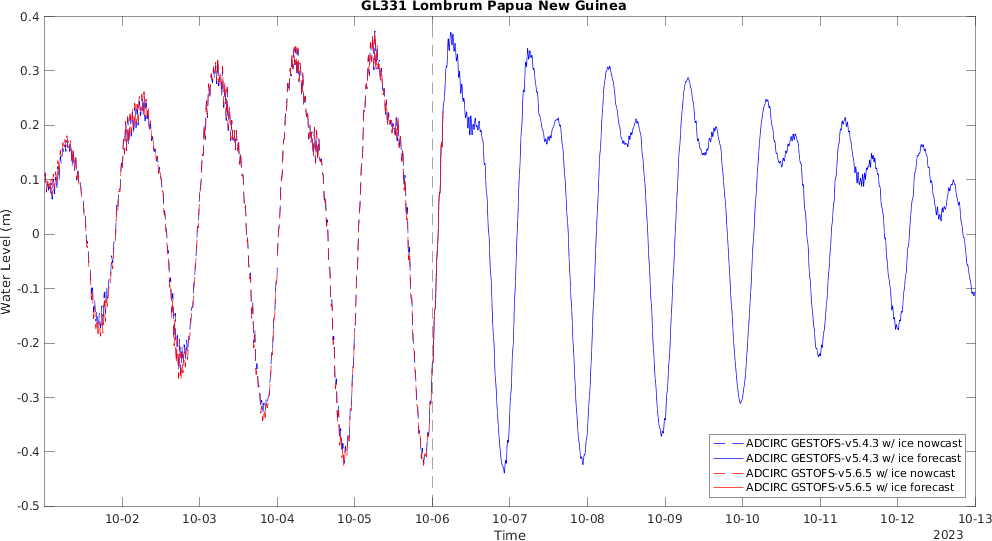 GL331 Lombrum Papua New Guinea
0.4
0.3
0.2
0.1
0
-0.1
-0.2
-0.3
-0.4
-0.5
Water Level (m)
ADCIRC GESTOFS-v5.4.3 w/ ice nowcast
ADCIRC GESTOFS-v5.4.3 w/ ice forecast
ADCIRC GSTOFS-v5.6.5 w/ ice nowcast
ADCIRC GSTOFS-v5.6.5 w/ ice forecast
10-02 10-03 10-04 10-05 10-06 10-07 10-08 10-09 10-10 10-11 10-12 10-13
Time
2023